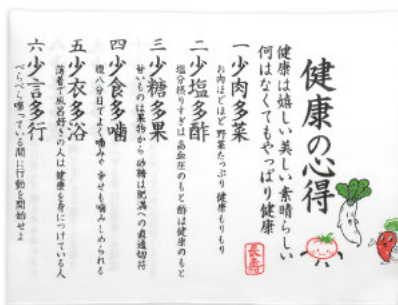 健康の心得
健康は嬉しい美しい素晴らしい
何はなくてもやっぱり健康
一 少肉多菜
お肉ほどほど 野菜たっぷり 健康もりもり
二 少塩多酢
塩分摂りすぎは高血圧のもと 酢は健康のもと
三 少糖多果
甘いものは果物から 砂糖は肥満への直通切符
四 少食多噛
腹八分目でよく噛みゃ 幸せも噛みしめられる
五 少衣多浴
薄着で風呂好きの人は 健康を身につけている人
六 少言多行
べらべら喋っている間に行動を開始せよ
長寿